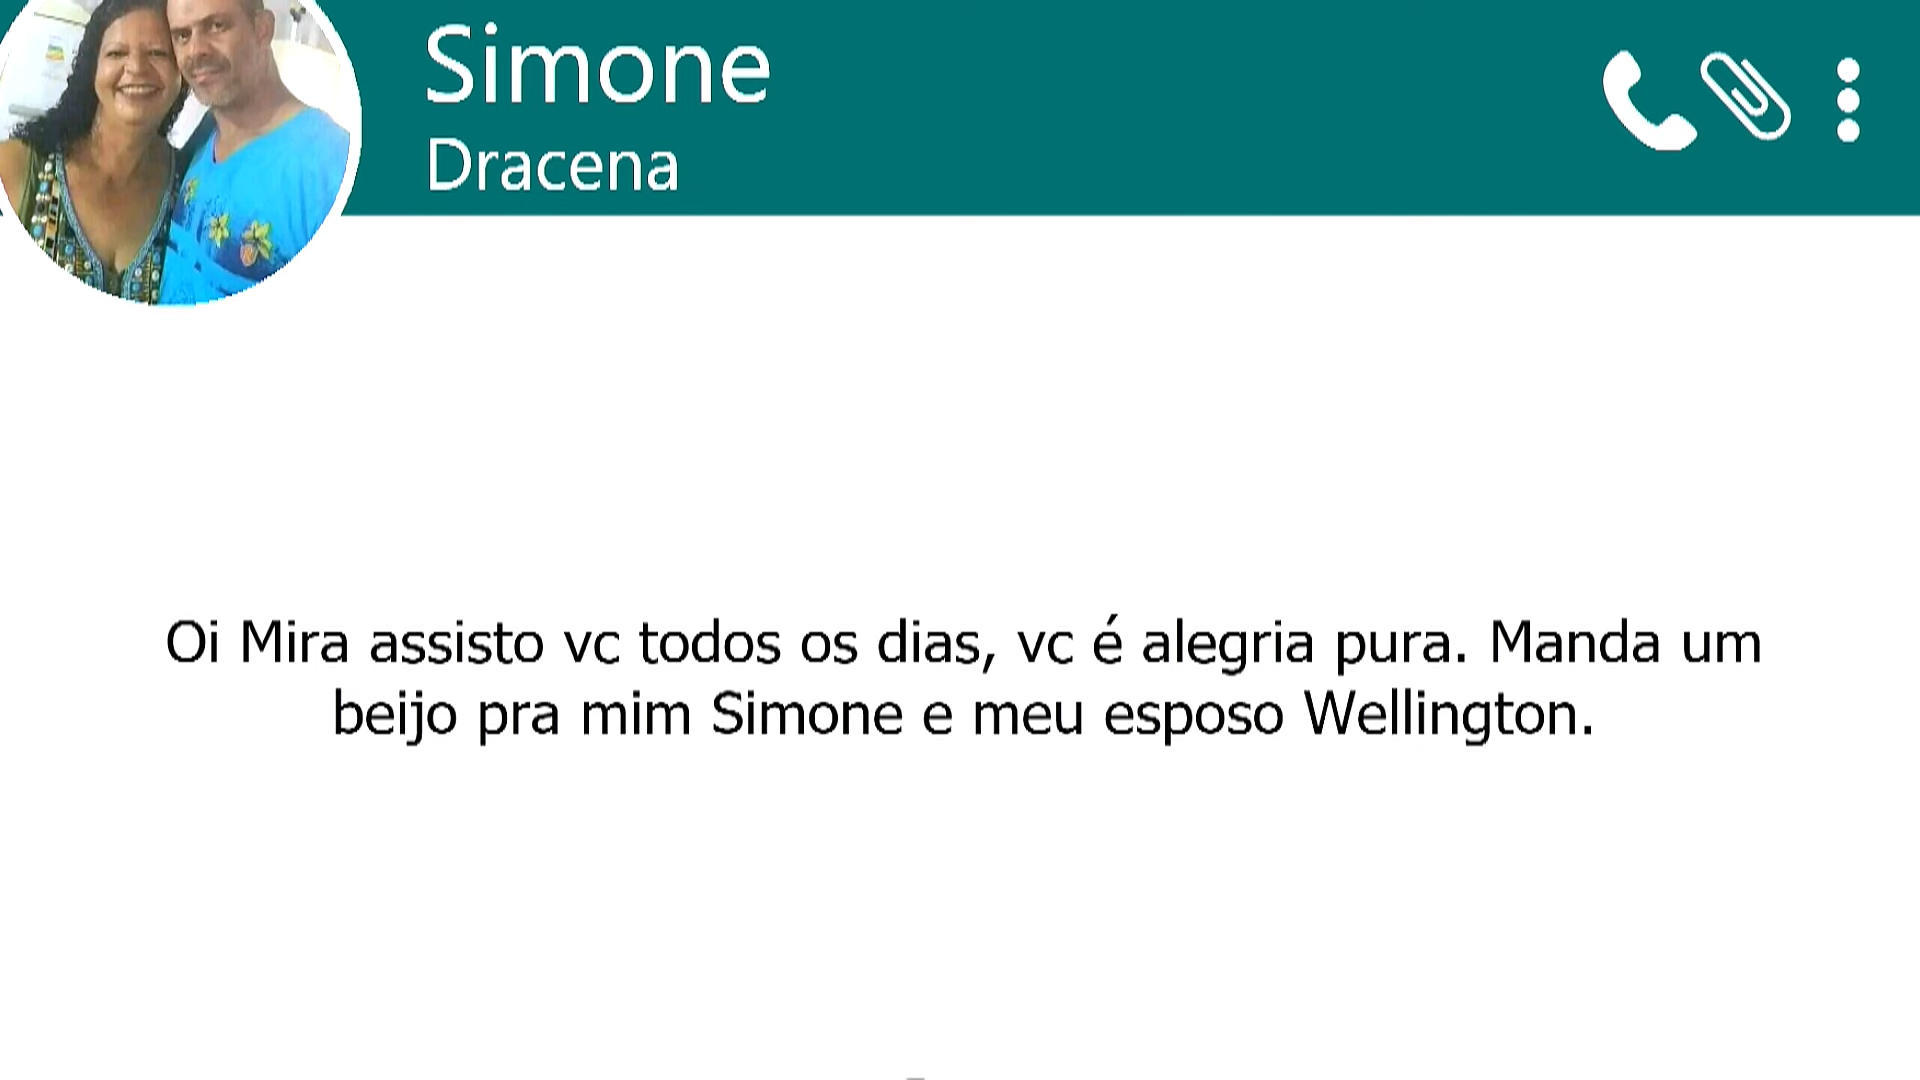 Simone
Dracena
Oi Mira assisto vc todos os dias, vc é alegria pura. Manda um
beijo pra mim Simone e meu esposo Wellington.